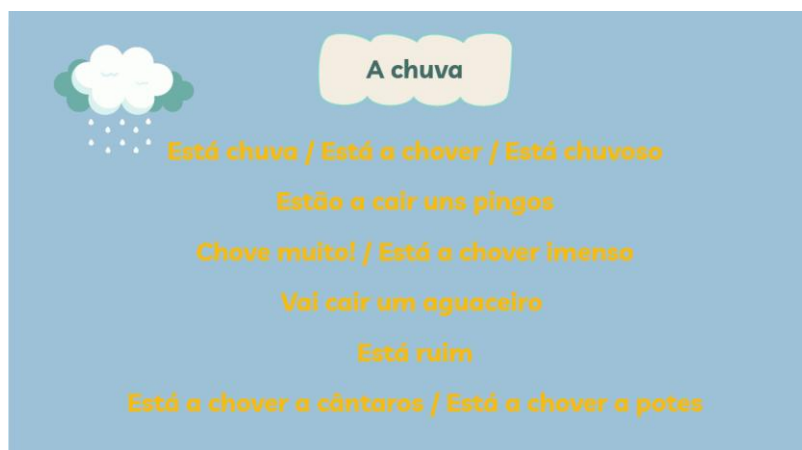 A chuva
Está chuva / Está a chover / Está chuvoso
Estão a cair uns pingos
Chove muito! / Está a chover imenso
Vai cair um aguaceiro
Está ruim
Está a chover a cântaros / Está a chover a potes